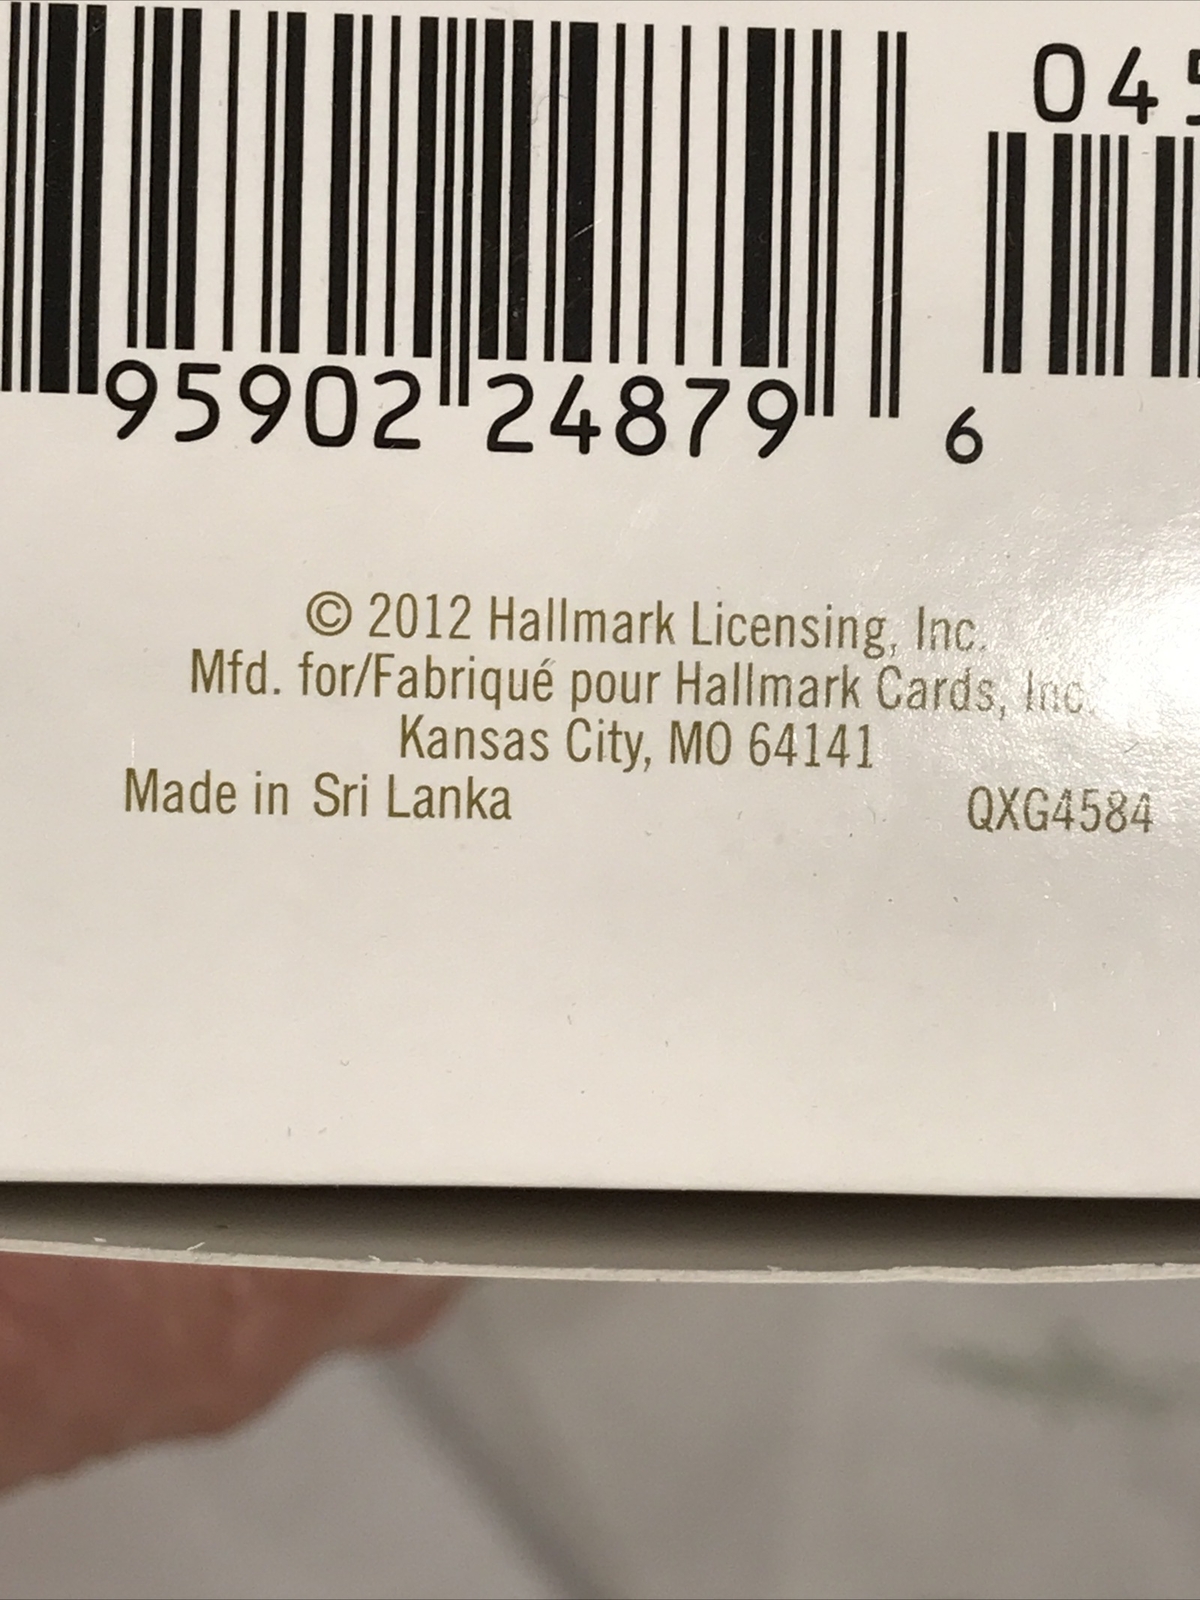 04
95902 24879 6
© 2012 Hallmark Licensing, Inc.
Mfd. for/Fabriqué pour Hallmark Cards, Inc.
Kansas City, MO 64141
Made in Sri Lanka QXG4584